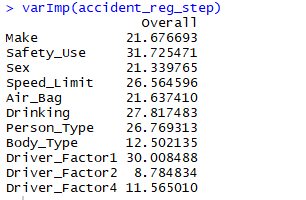 > varImp(accident_reg_step)
Overall
Make 21.676693
Safety_Use 31.725471
Sex 21.339765
Speed_Limit 26.564596
Air_Bag 21.637410
Drinking 27.817483
Person_Type 26.769313
Body_Type 12.502135
Driver_Factor1 30.008488
Driver_Factor2 8.784834
Driver_Factor4 11.565010